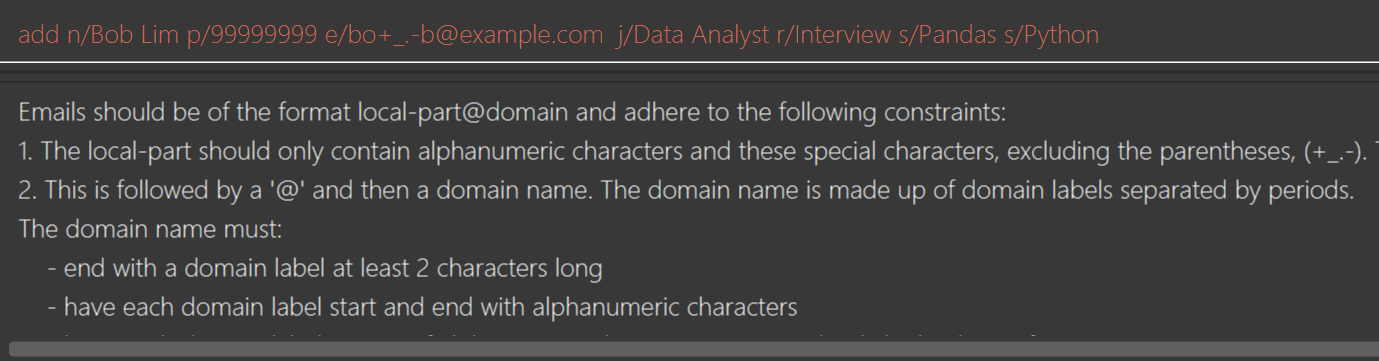 add n/Bob Lim p/99999999 e/bo+_.-b@example.com  j/Data Analyst r/Interview s/Pandas s/Python
Emails should be of the format local-part@domain and adhere to the following constraints:
1. The local-part should only contain alphanumeric characters and these special characters, excluding the parentheses, (+_.-).
2. This is followed by a '@' and then a domain name. The domain name is made up of domain labels separated by periods.
The domain name must:
- end with a domain label at least 2 characters long
- have each domain label start and end with alphanumeric characters